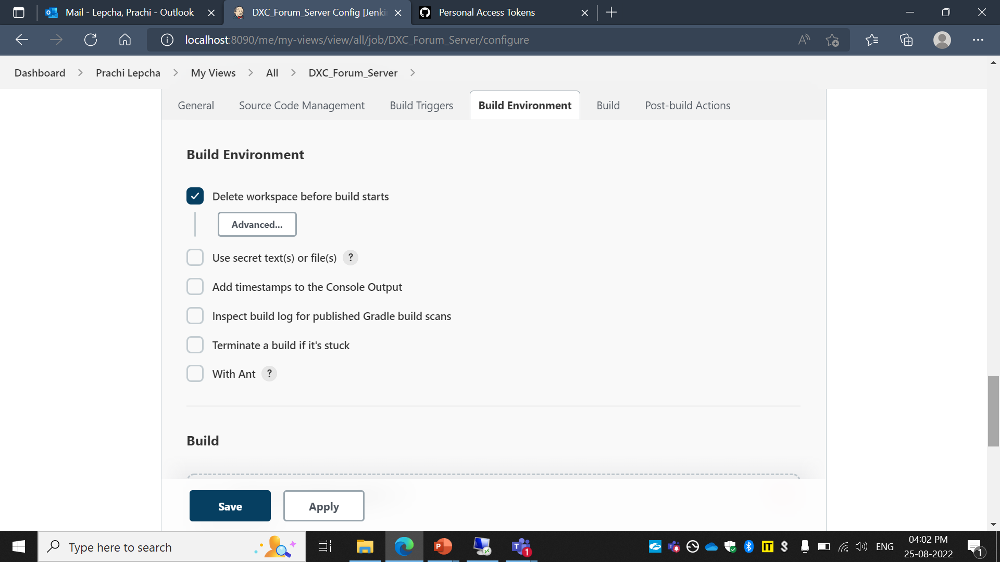 Mail - Lepcha, Prachi - Outlook
DXC_Forum_Server Config [Jenki
Personal Access Tokens
localhost:8090/me/my-views/view/all/job/DXC_Forum_Server/configure
Dashboard
Prachi Lepcha
My Views
All
DXC_Forum_Server
General
Source Code Management
Build Triggers
Build Environment
Build
Post-build Actions
Build Environment
Delete workspace before build starts
Advanced...
Use secret text(s) or file(s) ?
Add timestamps to the Console Output
Inspect build log for published Gradle build scans
Terminate a build if it's stuck
With Ant ?
Build
Save
Apply
Type here to search
1
IT
ENG
04:02 PM
25-08-2022
1